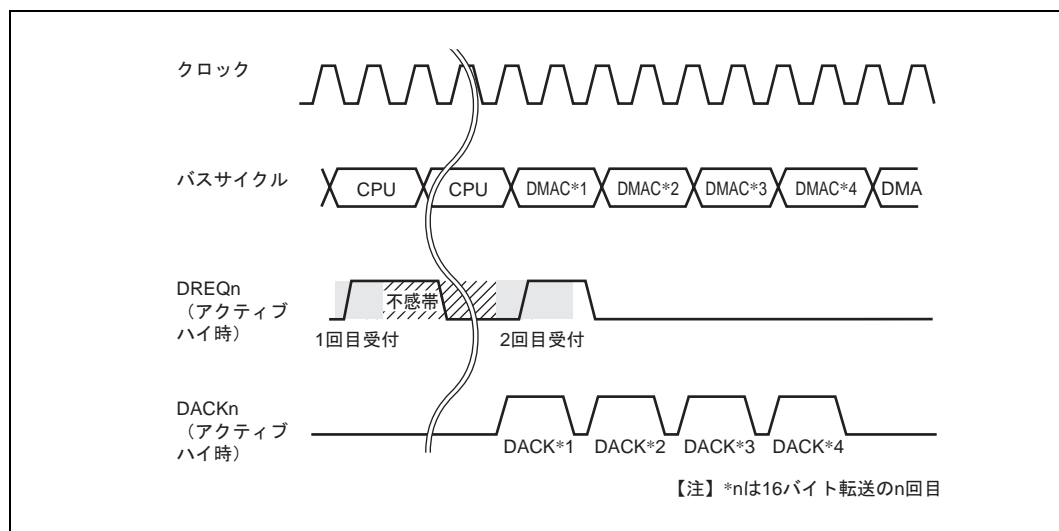 クロック
バスサイクル
CPU
CPU
DMAC*1
DMAC*2
DMAC*3
DMAC*4
DMA
DREQn
（アクティブ
ハイ時）
不感帯
1回目受付
2回目受付
DACKn
（アクティブ
ハイ時）
DACK*1
DACK*2
DACK*3
DACK*4
【注】*nは16バイト転送のn回目